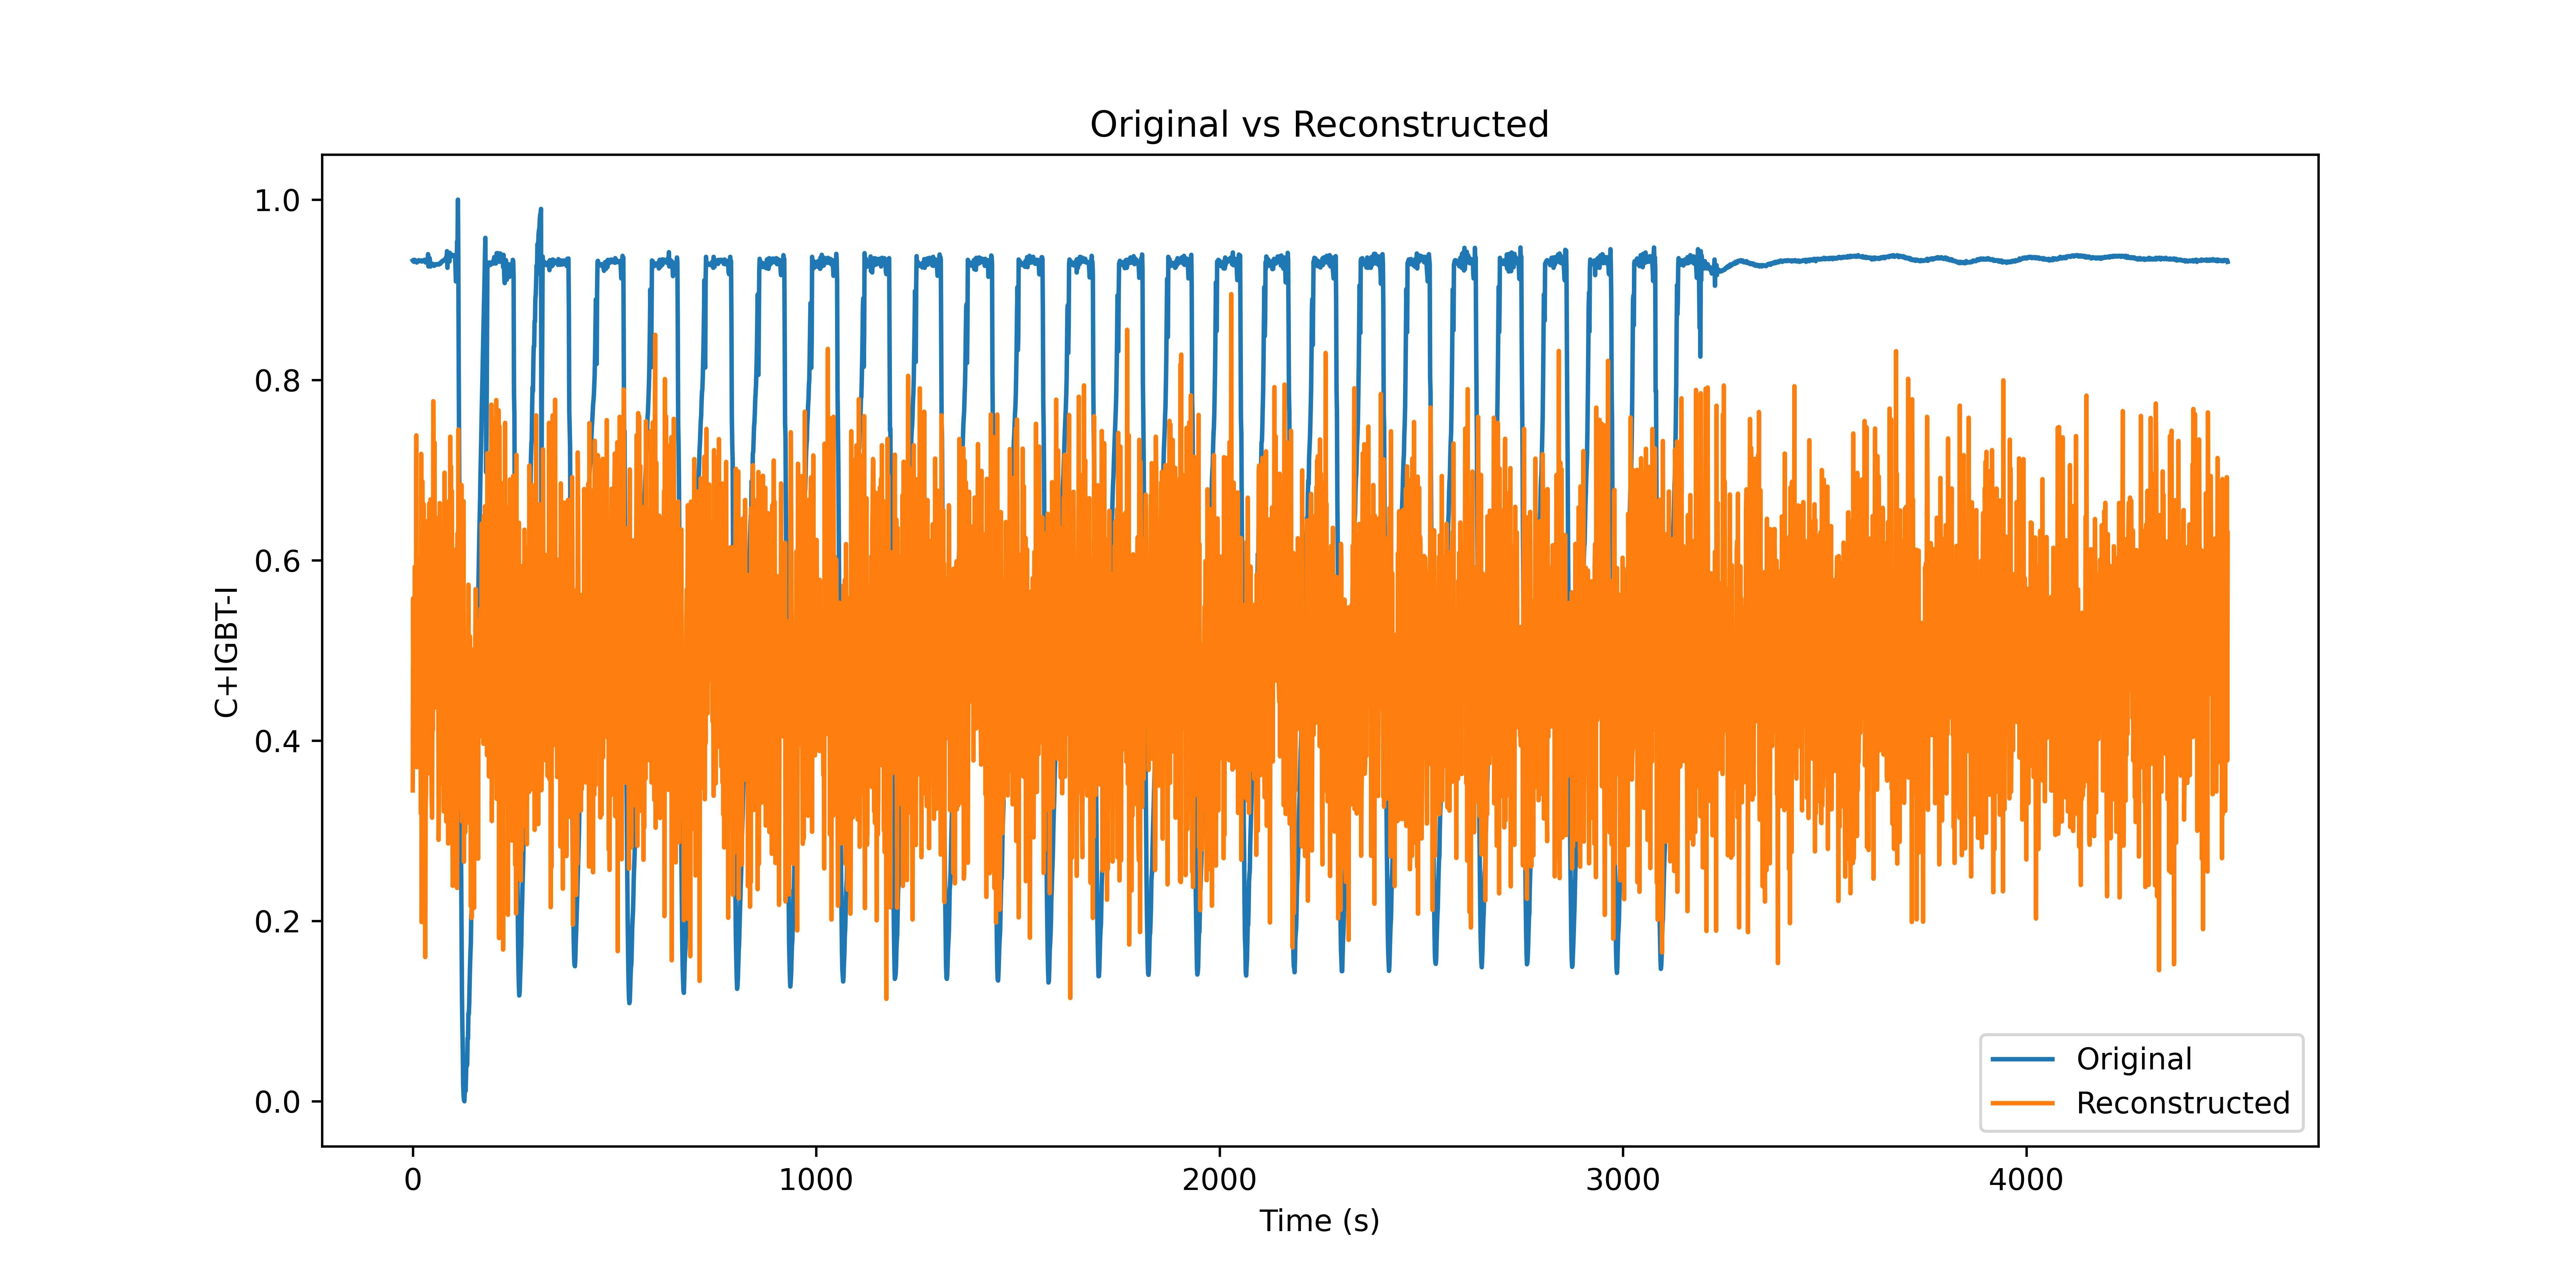 Original vs Reconstructed
1.0
0.8
0.6
0.4
0.2
0.0
C+IGBT-I
0 1000 2000 3000 4000
Time (s)
Original
Reconstructed